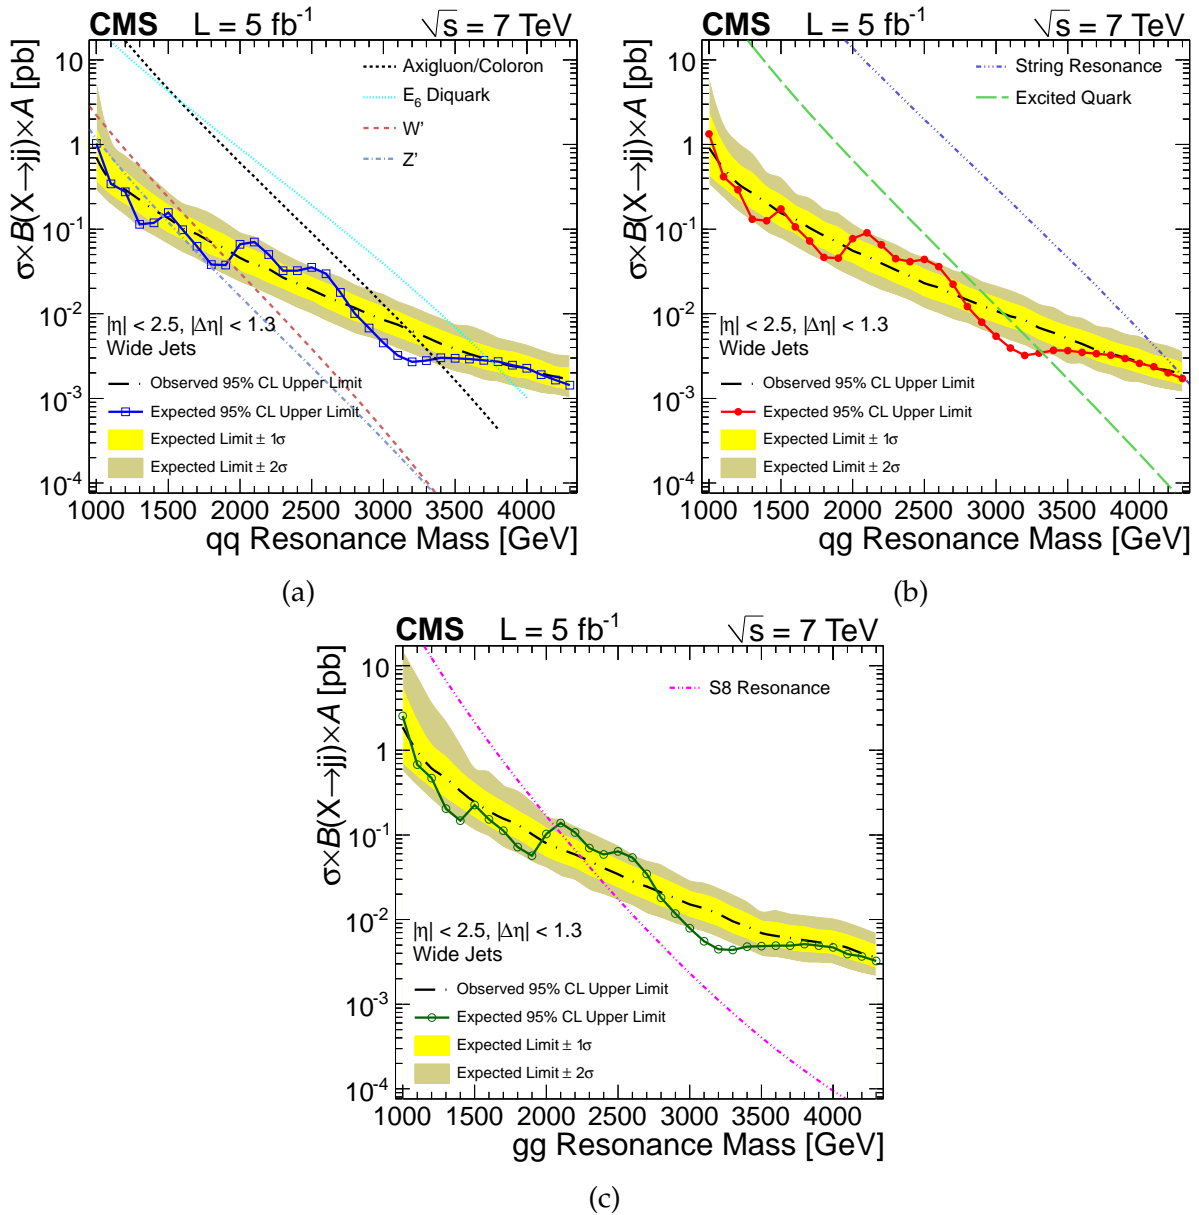 CMS L = 5 fb⁻¹ √s = 7 TeV
σ×B(X→jj)×A [pb]
10
1
10⁻¹
10⁻²
10⁻³
10⁻⁴
Axigluon/Coloron
E₆ Diquark
W'
Z'
|η| < 2.5, |Δη| < 1.3
Wide Jets
Observed 95% CL Upper Limit
Expected 95% CL Upper Limit
Expected Limit ± 1σ
Expected Limit ± 2σ
1000 1500 2000 2500 3000 3500 4000
qq Resonance Mass [GeV]
(a)
CMS L = 5 fb⁻¹ √s = 7 TeV
σ×B(X→jj)×A [pb]
10
1
10⁻¹
10⁻²
10⁻³
10⁻⁴
String Resonance
Excited Quark
|η| < 2.5, |Δη| < 1.3
Wide Jets
Observed 95% CL Upper Limit
Expected 95% CL Upper Limit
Expected Limit ± 1σ
Expected Limit ± 2σ
1000 1500 2000 2500 3000 3500 4000
qg Resonance Mass [GeV]
(b)
CMS L = 5 fb⁻¹ √s = 7 TeV
σ×B(X→jj)×A [pb]
10
1
10⁻¹
10⁻²
10⁻³
10⁻⁴
S8 Resonance
|η| < 2.5, |Δη| < 1.3
Wide Jets
Observed 95% CL Upper Limit
Expected 95% CL Upper Limit
Expected Limit ± 1σ
Expected Limit ± 2σ
1000 1500 2000 2500 3000 3500 4000
gg Resonance Mass [GeV]
(c)